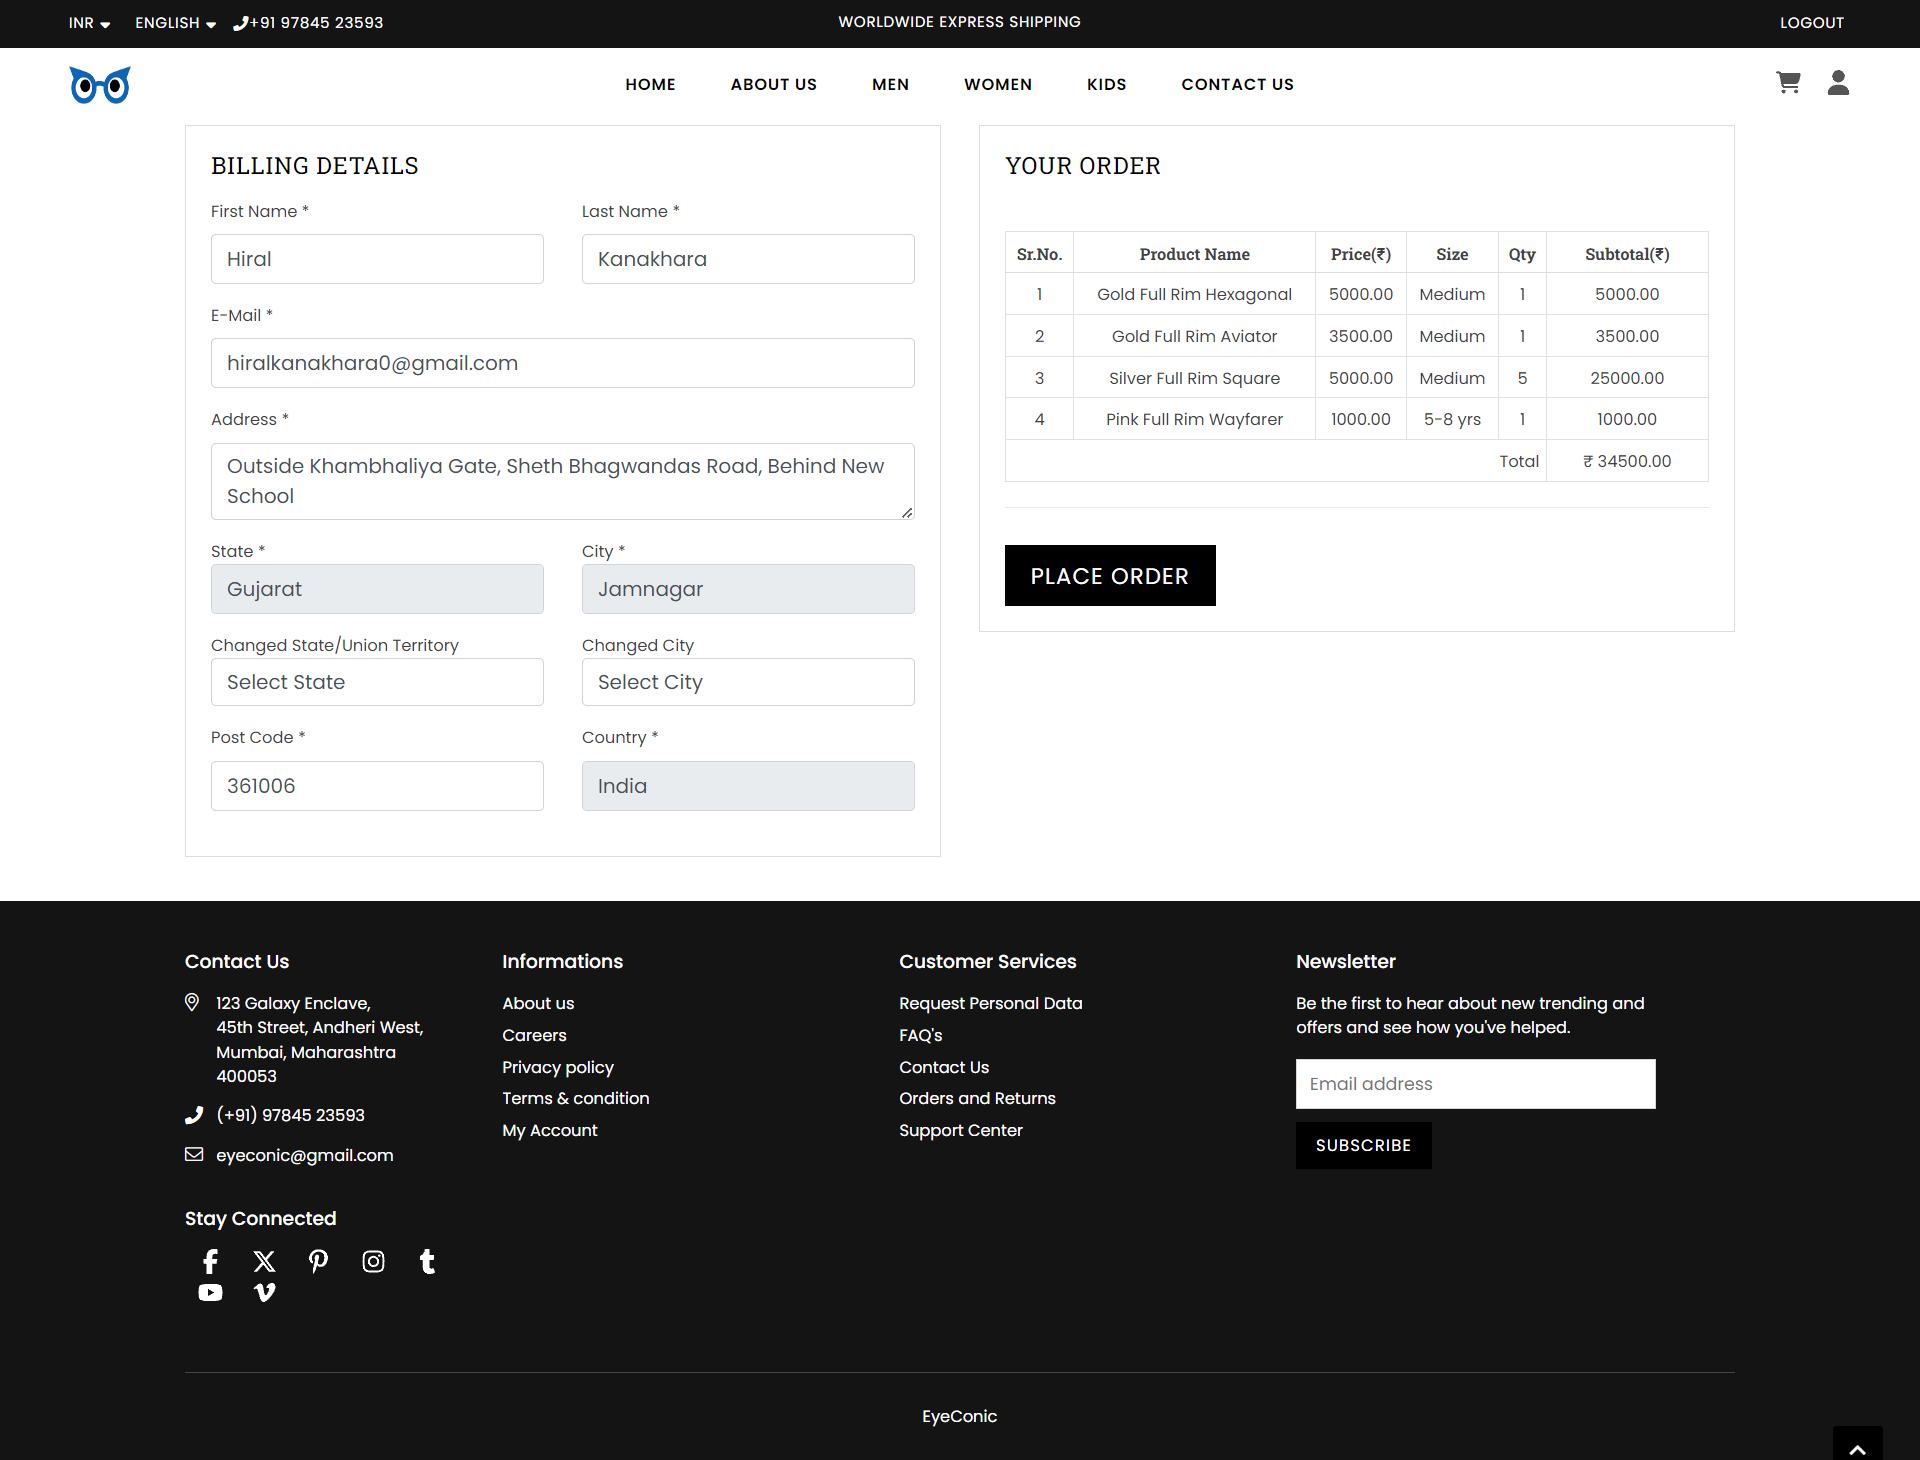 INR ENGLISH +91 97845 23593 WORLDWIDE EXPRESS SHIPPING LOGOUT
HOME ABOUT US MEN WOMEN KIDS CONTACT US
BILLING DETAILS
First Name * Last Name *
Hiral Kanakhara
E-Mail *
hiralkanakhara0@gmail.com
Address *
Outside Khambhaliya Gate, Sheth Bhagwandas Road, Behind New
School
State * City *
Gujarat Jamnagar
Changed State/Union Territory Changed City
Select State Select City
Post Code * Country *
361006 India
YOUR ORDER
Sr.No. Product Name Price(₹) Size Qty Subtotal(₹)
1 Gold Full Rim Hexagonal 5000.00 Medium 1 5000.00
2 Gold Full Rim Aviator 3500.00 Medium 1 3500.00
3 Silver Full Rim Square 5000.00 Medium 5 25000.00
4 Pink Full Rim Wayfarer 1000.00 5-8 yrs 1 1000.00
Total ₹ 34500.00
PLACE ORDER
Contact Us
123 Galaxy Enclave,
45th Street, Andheri West,
Mumbai, Maharashtra
400053
(+91) 97845 23593
eyeconic@gmail.com
Stay Connected
Informations
About us
Careers
Privacy policy
Terms & condition
My Account
Customer Services
Request Personal Data
FAQ's
Contact Us
Orders and Returns
Support Center
Newsletter
Be the first to hear about new trending and
offers and see how you've helped.
Email address
SUBSCRIBE
EyeConic